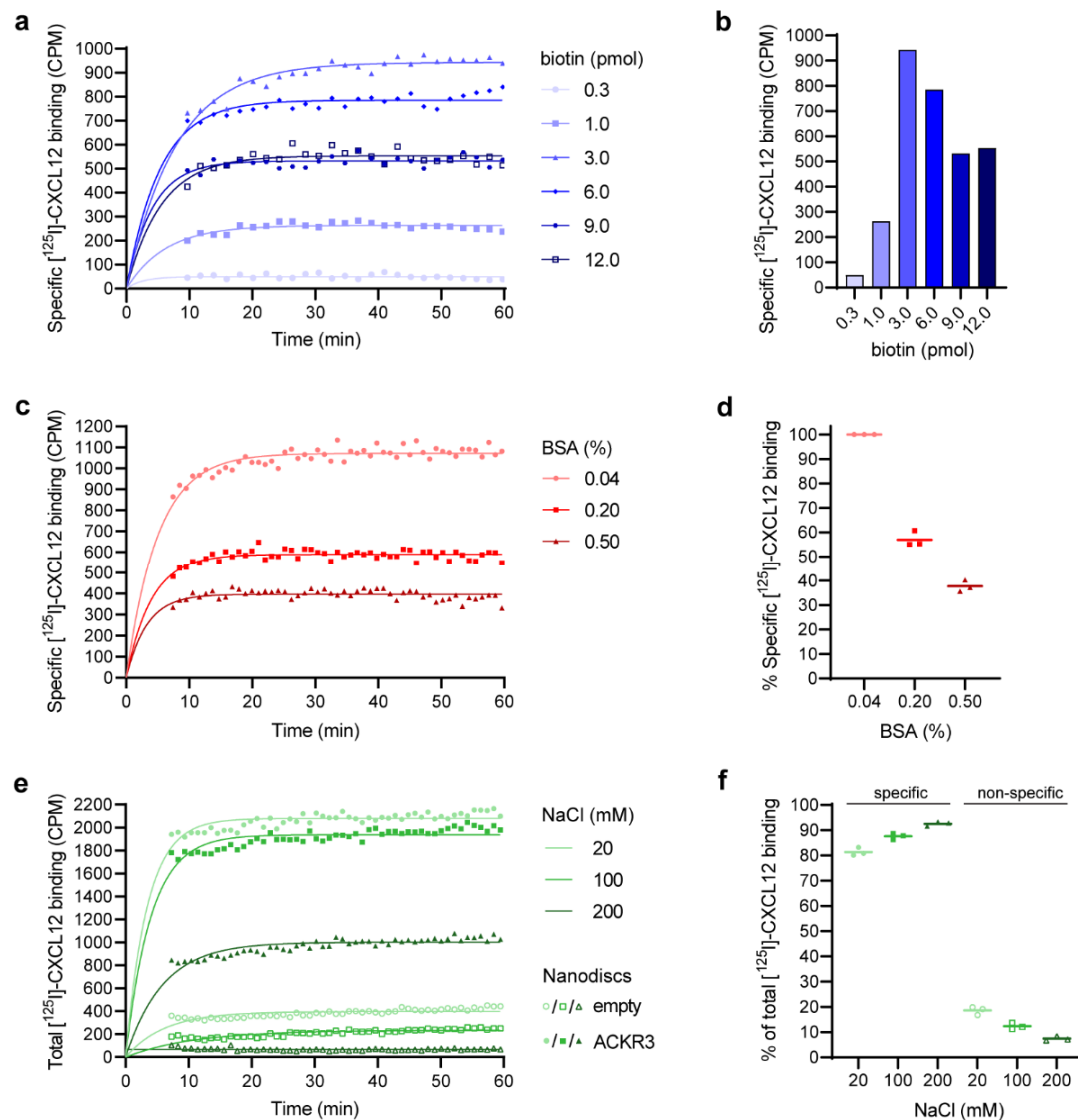 a
Specific [¹²⁵I]-CXCL12 binding (CPM)
1000
900
800
700
600
500
400
300
200
100
0
0 10 20 30 40 50 60
Time (min)
biotin (pmol)
0.3
1.0
3.0
6.0
9.0
12.0
b
Specific [¹²⁵I]-CXCL12 binding (CPM)
1000
900
800
700
600
500
400
300
200
100
0
0.3 1.0 3.0 6.0 9.0 12.0
biotin (pmol)
c
Specific [¹²⁵I]-CXCL12 binding (CPM)
1200
1100
1000
900
800
700
600
500
400
300
200
100
0
0 10 20 30 40 50 60
Time (min)
BSA (%)
0.04
0.20
0.50
d
% Specific [¹²⁵I]-CXCL12 binding
100
90
80
70
60
50
40
30
20
10
0
0.04 0.20 0.50
BSA (%)
e
Total [¹²⁵I]-CXCL12 binding (CPM)
2200
2000
1800
1600
1400
1200
1000
800
600
400
200
0
0 10 20 30 40 50 60
Time (min)
NaCl (mM)
20
100
200
Nanodiscs
/ / empty
/ / ACKR3
f
specific non-specific
% of total [¹²⁵I]-CXCL12 binding
100
90
80
70
60
50
40
30
20
10
0
20 100 200 20 100 200
NaCl (mM)